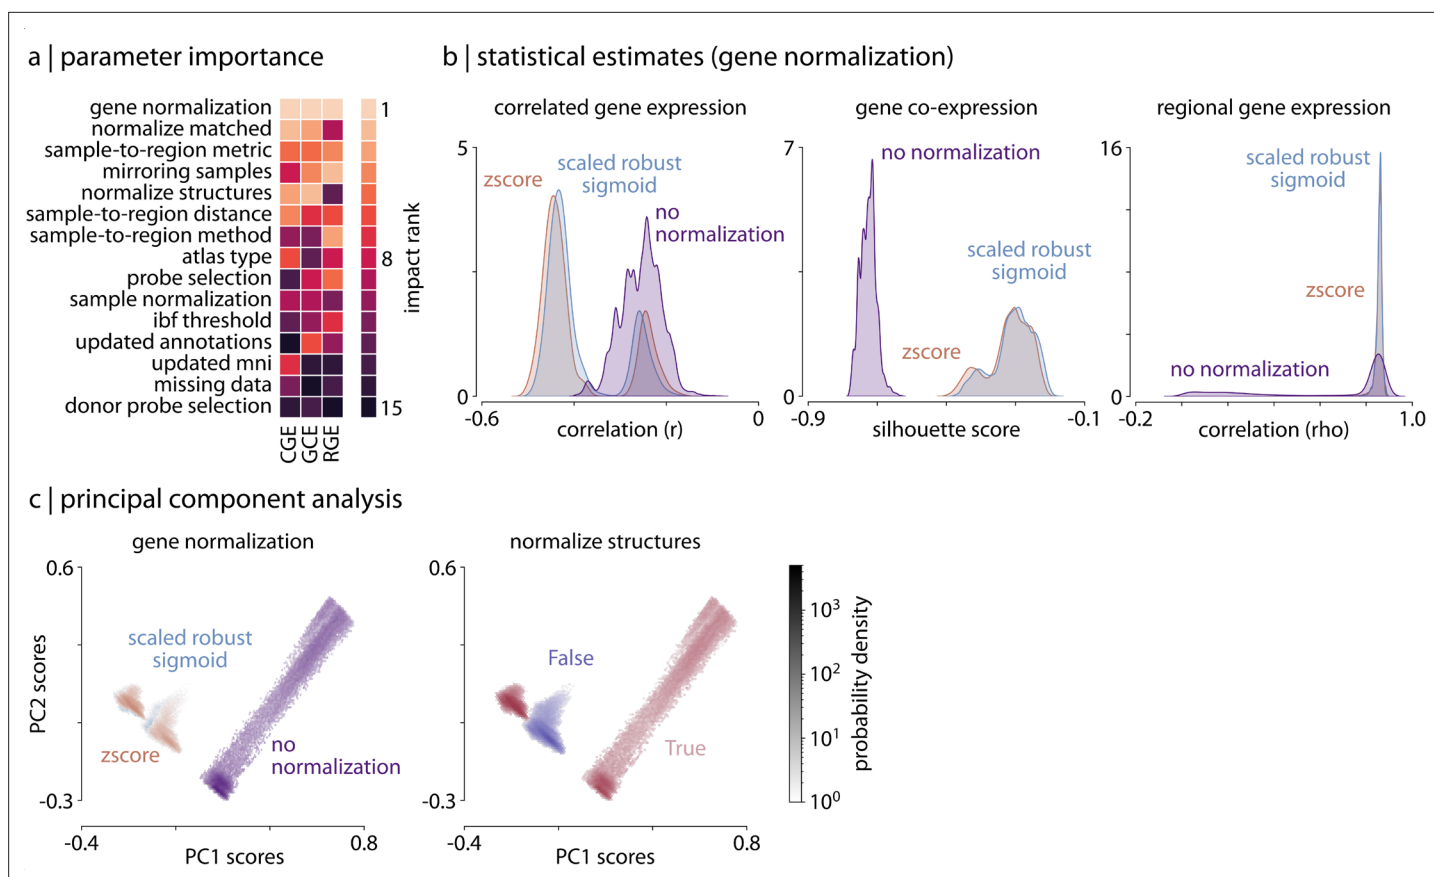 a | parameter importance
gene normalization
normalize matched
sample-to-region metric
mirroring samples
normalize structures
sample-to-region distance
sample-to-region method
atlas type
probe selection
sample normalization
ibf threshold
updated annotations
updated mni
missing data
donor probe selection
CGE
GCE
RGE
1
8
15
impact rank
b | statistical estimates (gene normalization)
correlated gene expression
5
0
zscore
scaled robust
sigmoid
no
normalization
-0.6
0
correlation (r)
gene co-expression
7
0
no normalization
scaled robust
sigmoid
zscore
-0.9
-0.1
silhouette score
regional gene expression
16
0
scaled robust
sigmoid
zscore
no normalization
-0.2
1.0
correlation (rho)
c | principal component analysis
gene normalization
0.6
-0.3
PC2 scores
scaled robust
sigmoid
zscore
no
normalization
-0.4
0.8
PC1 scores
normalize structures
0.6
-0.3
False
True
-0.4
0.8
PC1 scores
10³
10²
10¹
10⁰
probability density